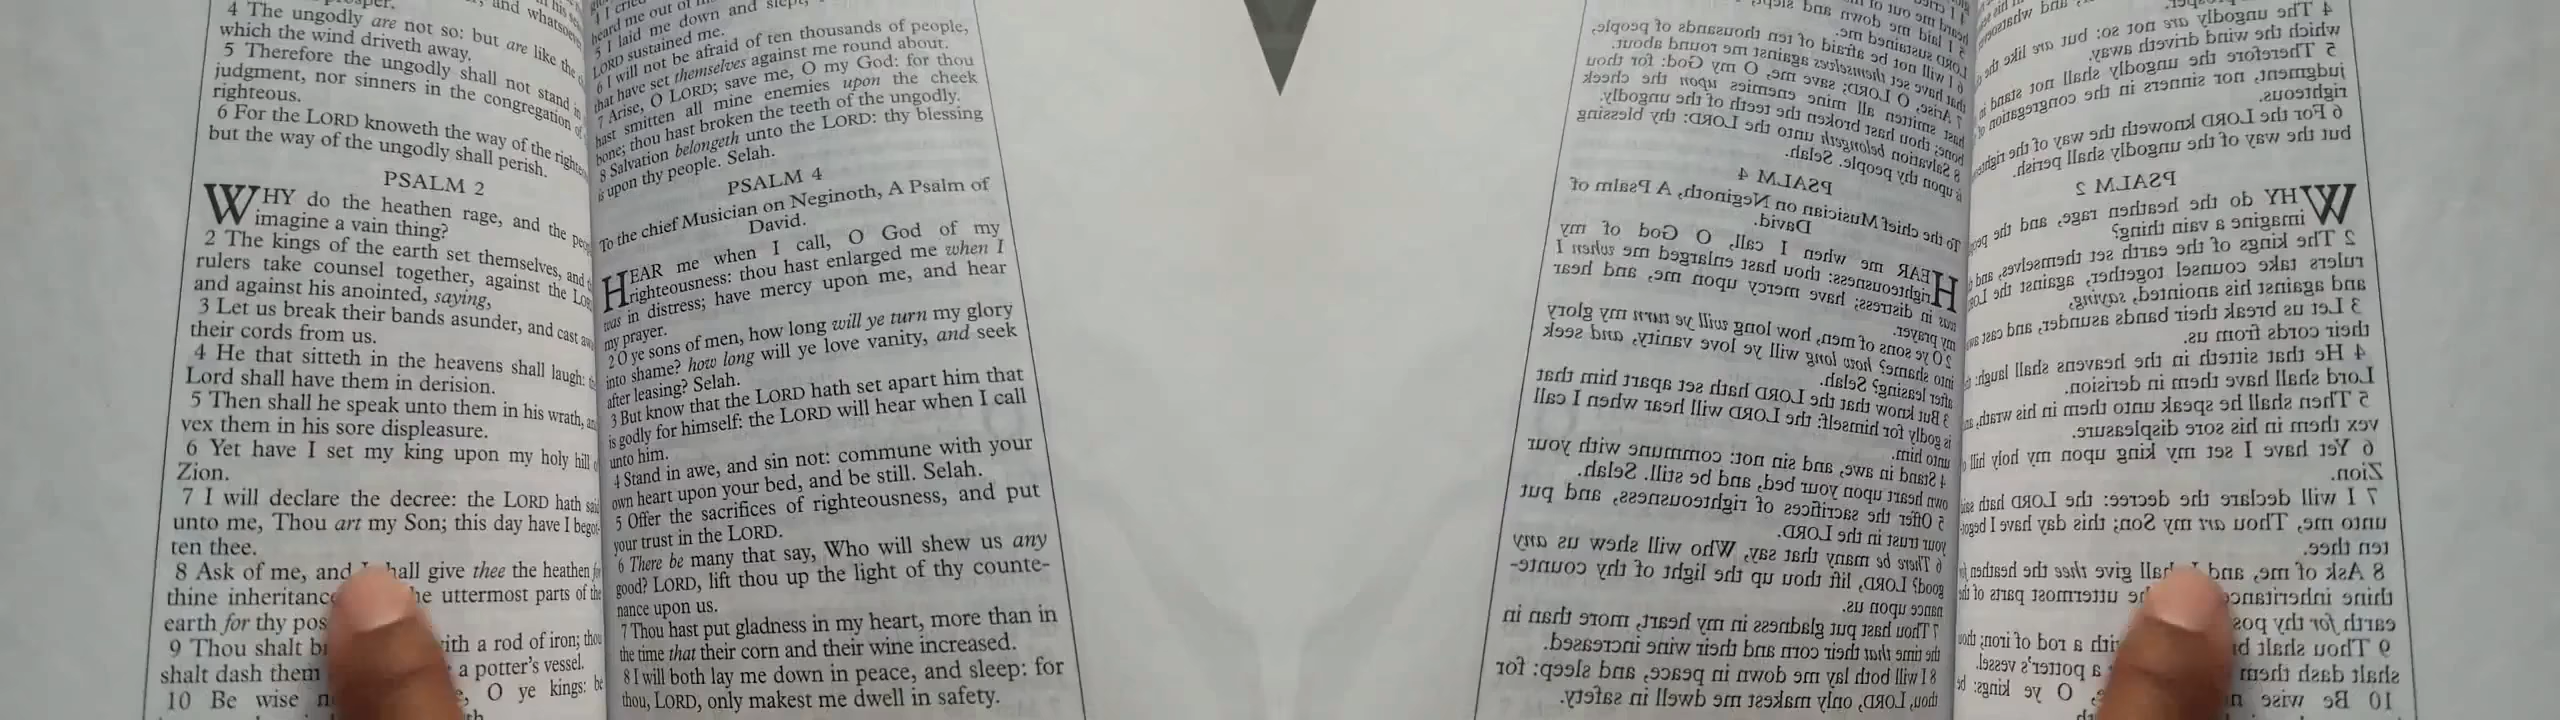 4 The ungodly are not so: but are like the
which the wind driveth away.
5 Therefore the ungodly shall not stand in
judgment, nor sinners in the congregation of
righteous.
6 For the LORD knoweth the way of the
but the way of the ungodly shall perish.
PSALM 2
WHY do the heathen rage, and the
imagine a vain thing?
2 The kings of the earth set themselves, and
rulers take counsel together, against the
and against his anointed, saying,
3 Let us break their bands asunder, and cast
their cords from us.
4 He that sitteth in the heavens shall laugh:
Lord shall have them in derision.
5 Then shall he speak unto them in his wrath,
vex them in his sore displeasure.
6 Yet have I set my king upon my holy hill
Zion.
7 I will declare the decree: the LORD hath
unto me, Thou art my Son; this day have I begot-
ten thee.
8 Ask of me, and I shall give thee the heathen
thine inheritance uttermost parts of the
earth for thy
9 Thou shalt with a rod of iron; thou
shalt dash them a potter's vessel.
10 Be wise O ye kings: be
heard me out of
5 I laid me down and slept;
LORD sustained me.
6 I will not be afraid of ten thousands of people,
that have set themselves against me round about.
7 Arise, O LORD; save me, O my God: for thou
hast smitten all mine enemies upon the cheek
bone; thou hast broken the teeth of the ungodly.
8 Salvation belongeth unto the LORD: thy blessing
is upon thy people. Selah.
PSALM 4
To the chief Musician on Neginoth, A Psalm of
David.
HEAR me when I call, O God of my
righteousness: thou hast enlarged me when I
was in distress; have mercy upon me, and hear
my prayer.
2 O ye sons of men, how long will ye turn my glory
into shame? how long will ye love vanity, and seek
after leasing? Selah.
3 But know that the LORD hath set apart him that
is godly for himself: the LORD will hear when I call
unto him.
4 Stand in awe, and sin not: commune with your
own heart upon your bed, and be still. Selah.
5 Offer the sacrifices of righteousness, and put
your trust in the LORD.
6 There be many that say, Who will shew us any
good? LORD, lift thou up the light of thy counte-
nance upon us.
7 Thou hast put gladness in my heart, more than in
the time that their corn and their wine increased.
8 I will both lay me down in peace, and sleep: for
thou, LORD, only makest me dwell in safety.